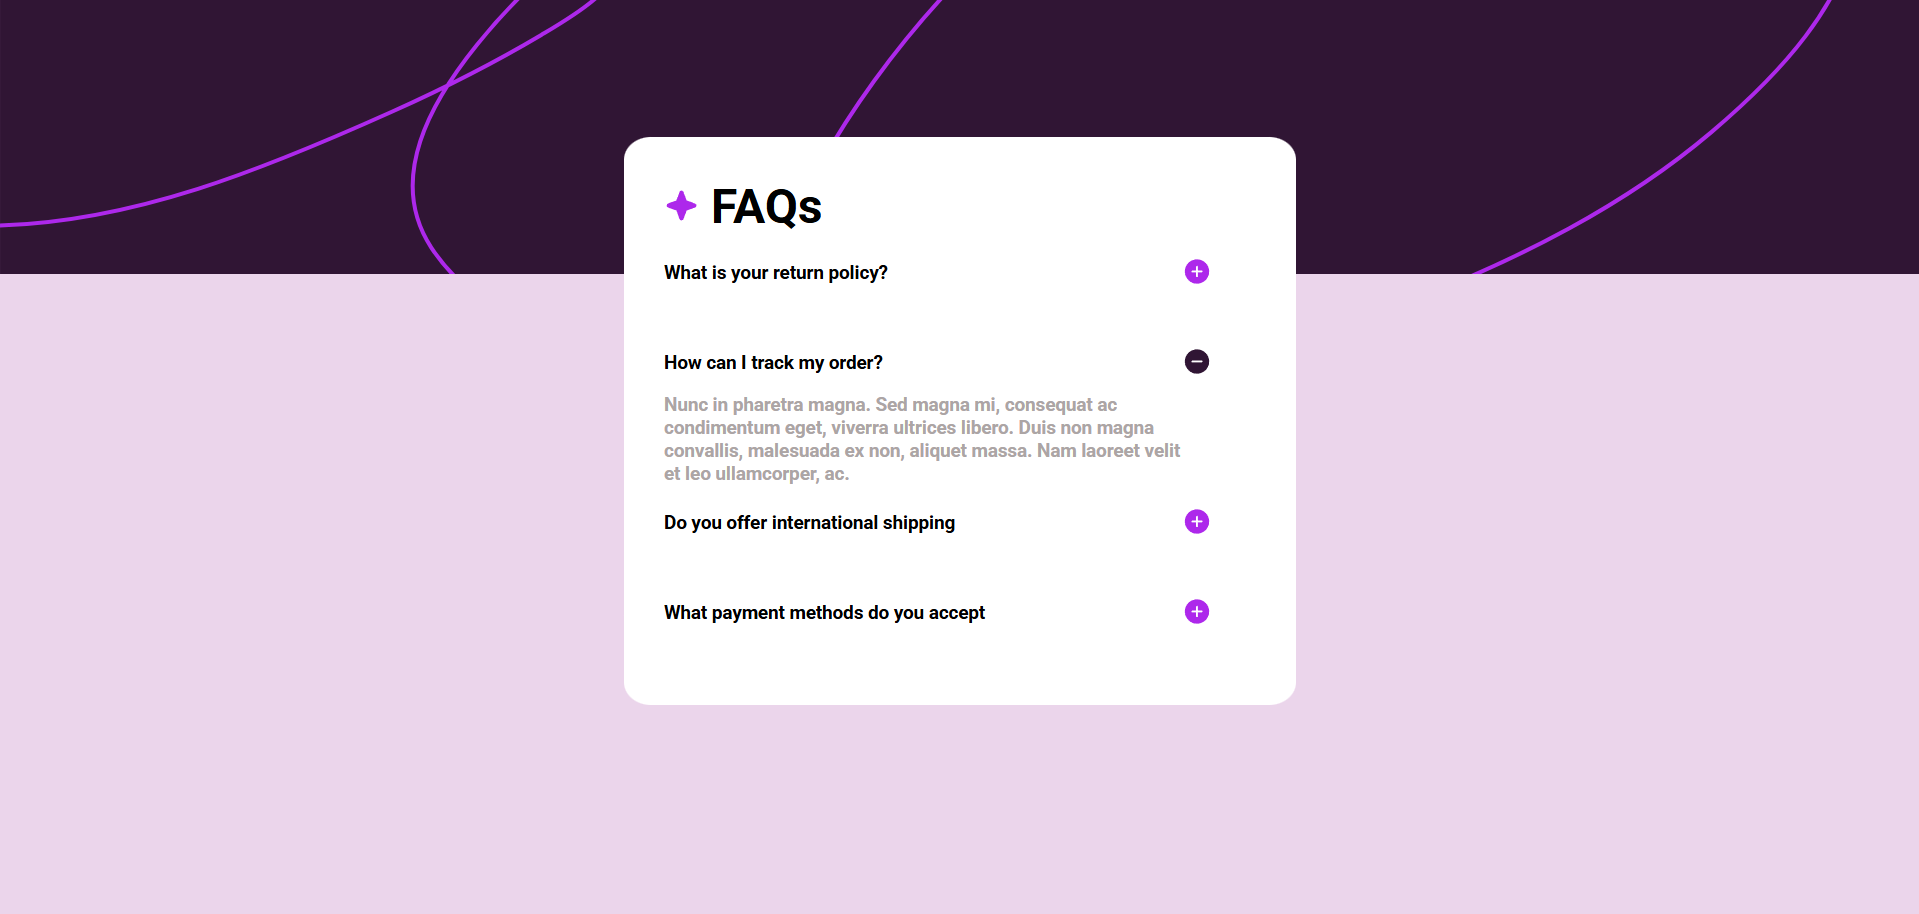 FAQs
What is your return policy?
How can I track my order?
Nunc in pharetra magna. Sed magna mi, consequat ac
condimentum eget, viverra ultrices libero. Duis non magna
convallis, malesuada ex non, aliquet massa. Nam laoreet velit
et leo ullamcorper, ac.
Do you offer international shipping
What payment methods do you accept